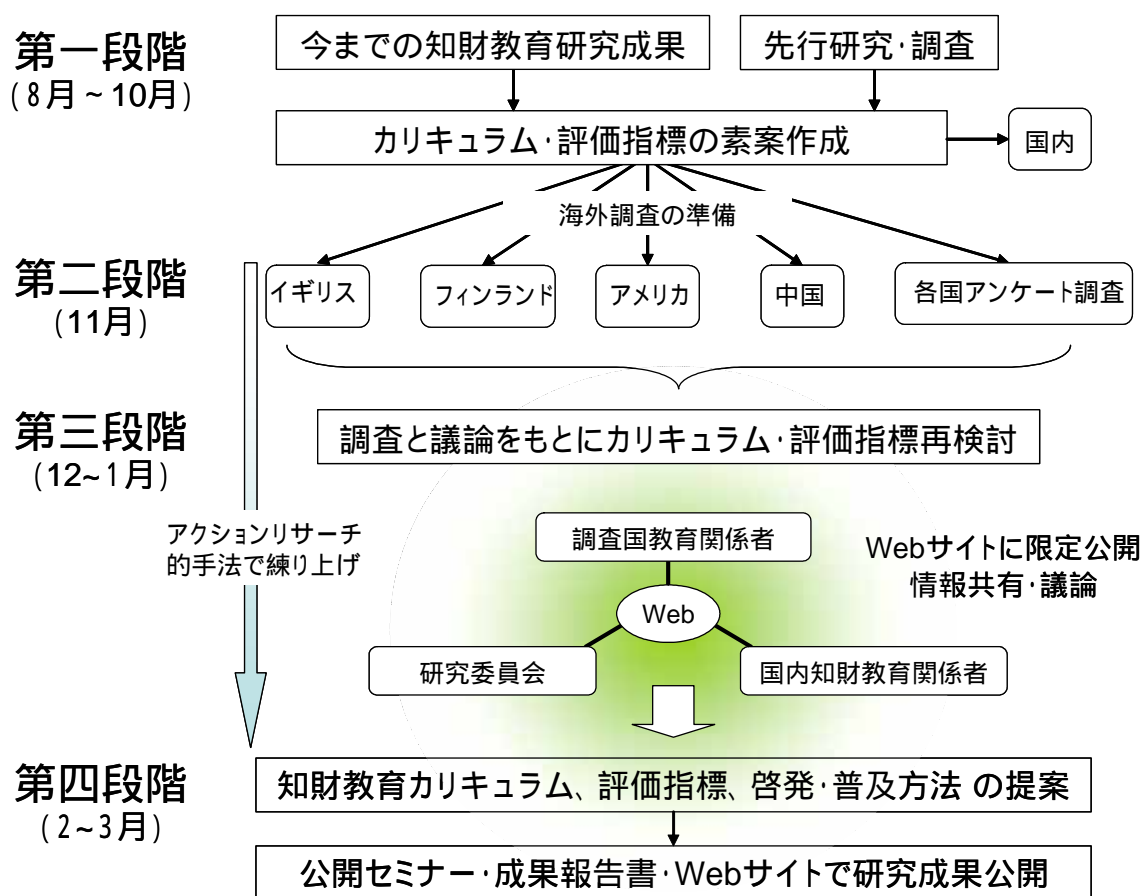 第一段階
(8月~10月)
今までの知財教育研究成果
先行研究・調査
カリキュラム・評価指標の素案作成
国内
海外調査の準備
第二段階
(11月)
イギリス
フィンランド
アメリカ
中国
各国アンケート調査
第三段階
(12~1月)
調査と議論をもとにカリキュラム・評価指標再検討
アクションリサーチ
的手法で練り上げ
調査国教育関係者
Webサイトに限定公開
情報共有・議論
Web
研究委員会
国内知財教育関係者
第四段階
(2~3月)
知財教育カリキュラム、評価指標、啓発・普及方法 の提案
公開セミナー・成果報告書・Webサイトで研究成果公開